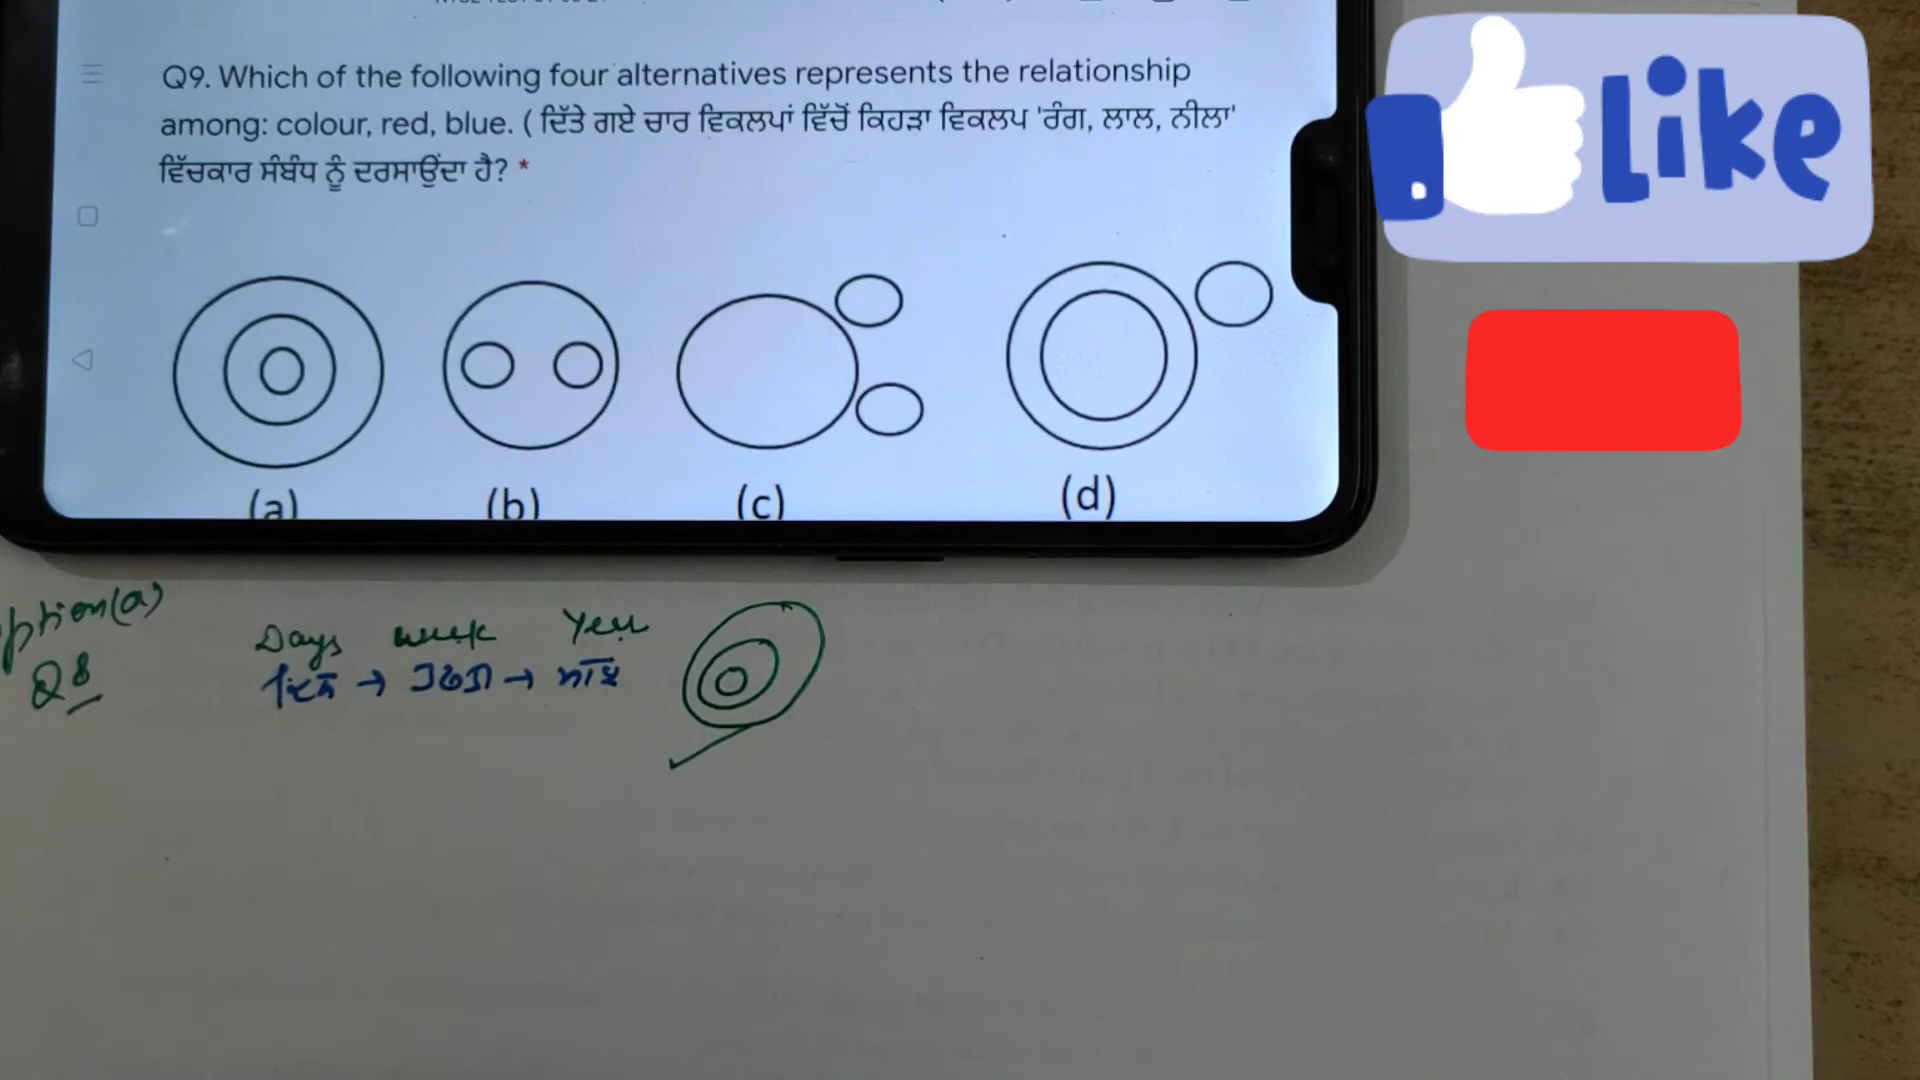 Q9. Which of the following four alternatives represents the relationship
among: colour, red, blue. ( ਦਿੱਤੇ ਗਏ ਚਾਰ ਵਿਕਲਪਾਂ ਵਿੱਚੋਂ ਕਿਹੜਾ ਵਿਕਲਪ 'ਰੰਗ, ਲਾਲ, ਨੀਲਾ'
ਵਿੱਚਕਾਰ ਸੰਬੰਧ ਨੂੰ ਦਰਸਾਉਂਦਾ ਹੈ? *
Like
(a) (b) (c) (d)
ption(a)
Q8
Days week Year
ਦਿਨ → ਹਫਤਾ →